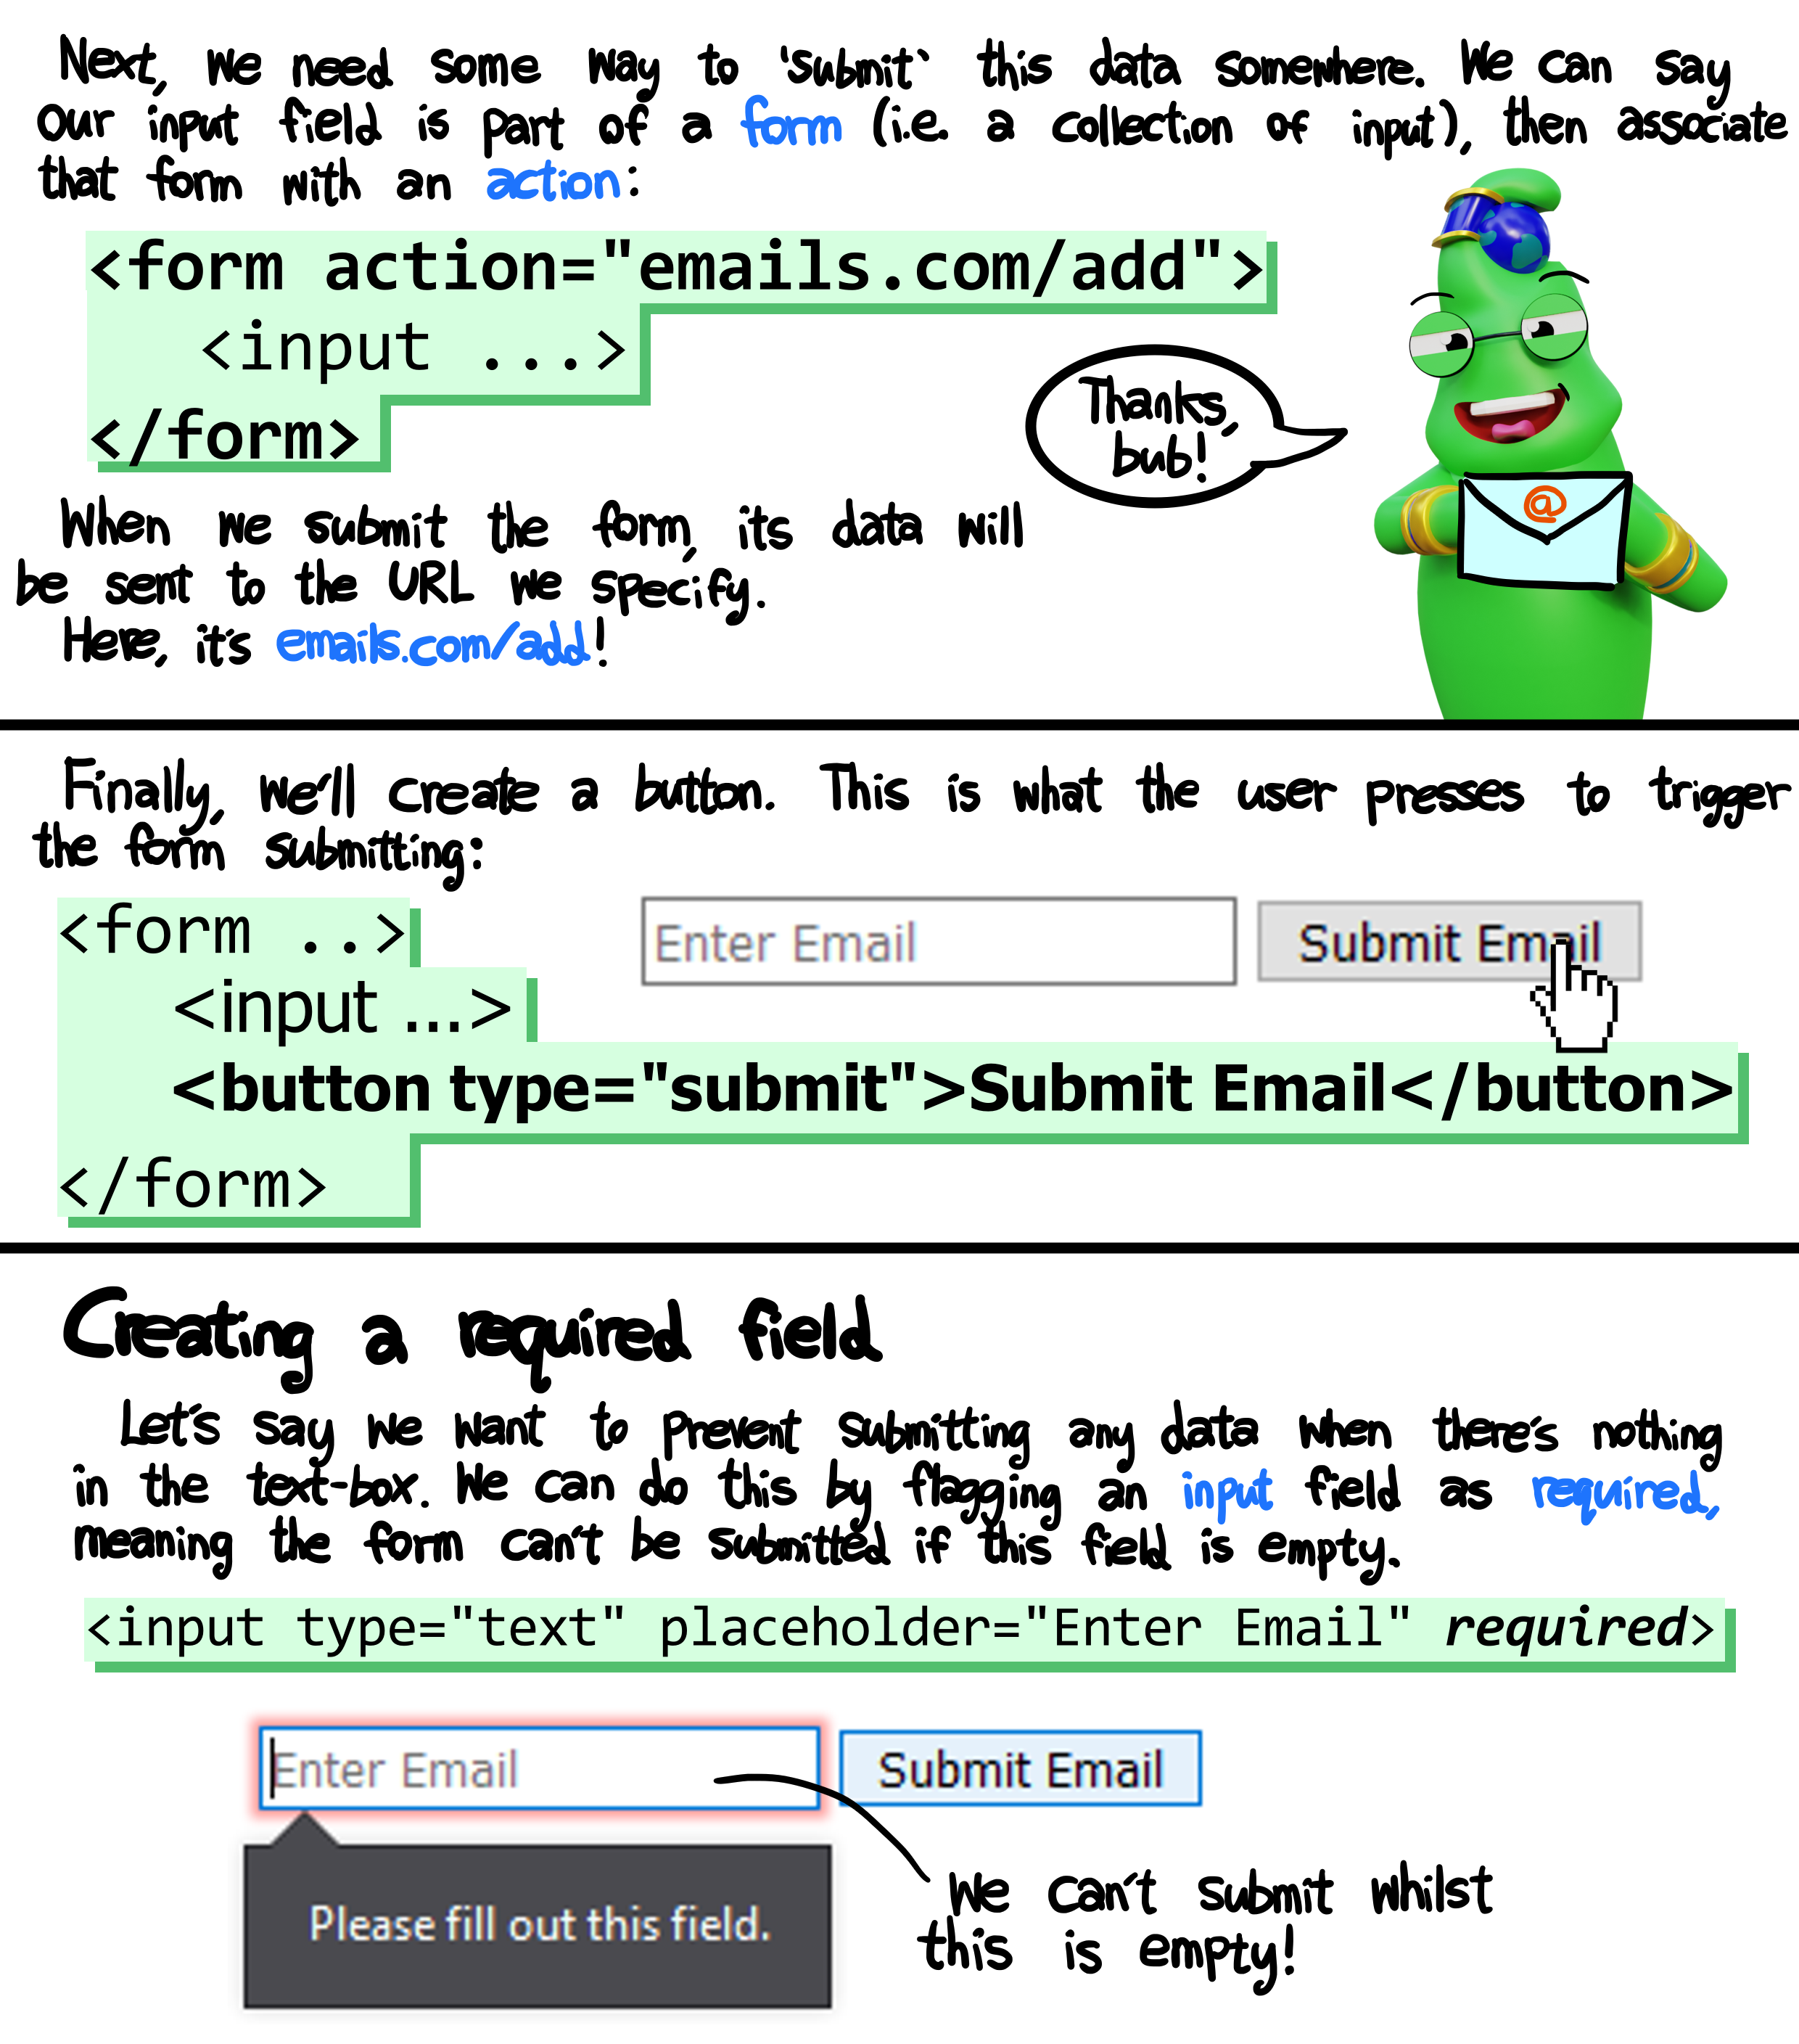 Next, we need some way to 'submit` this data somewhere. We can say
our input field is part of a form (i.e. a collection of input), then associate
that form with an action:
<form action="emails.com/add">
<input ...>
</form>
Thanks,
bub!
@
When we submit the form, its data will
be sent to the URL we specify.
Here, it's emails.com/add!
Finally, we'll create a button. This is what the user presses to trigger
the form submitting:
<form ..>
<input ...>
<button type="submit">Submit Email</button>
</form>
Enter Email
Submit Email
Creating a required field
Let's say we want to prevent submitting any data when there's nothing
in the text-box. We can do this by flagging an input field as required,
meaning the form can't be submitted if this field is empty.
<input type="text" placeholder="Enter Email" required>
Enter Email
Submit Email
Please fill out this field.
We can't submit whilst
this is empty!